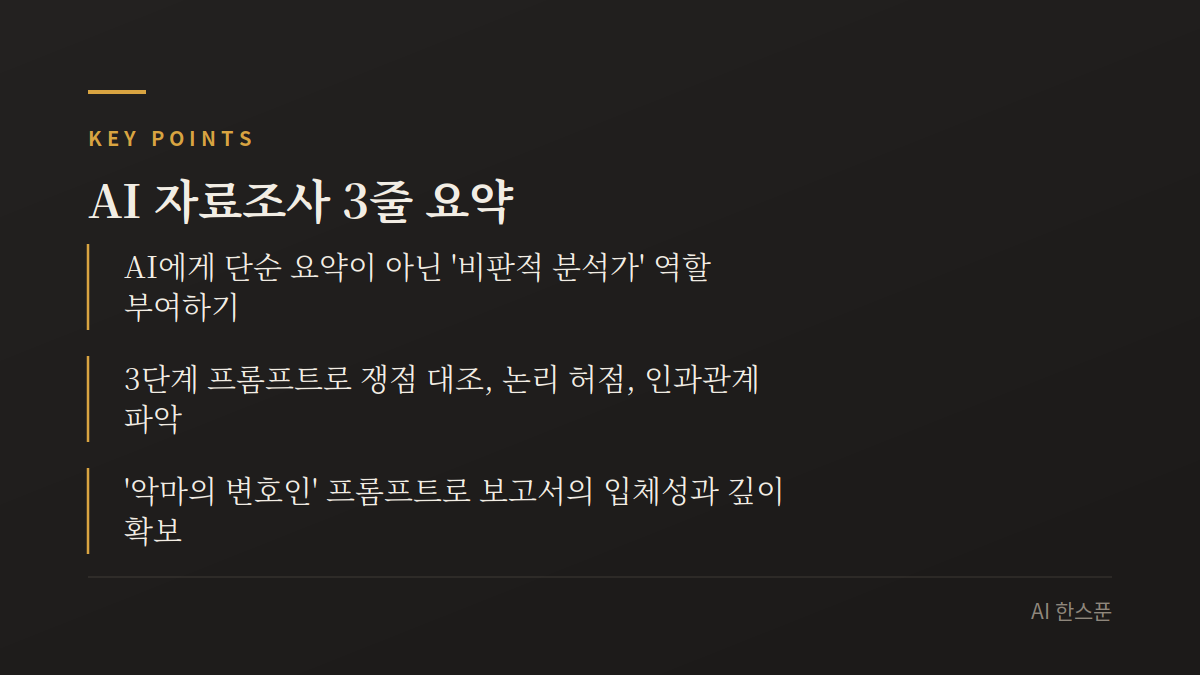 KEY POINTS
AI 자료조사 3줄 요약
AI에게 단순 요약이 아닌 '비판적 분석가' 역할
부여하기
3단계 프롬프트로 쟁점 대조, 논리 허점, 인과관계
파악
'악마의 변호인' 프롬프트로 보고서의 입체성과 깊이
확보
AI 한스푼